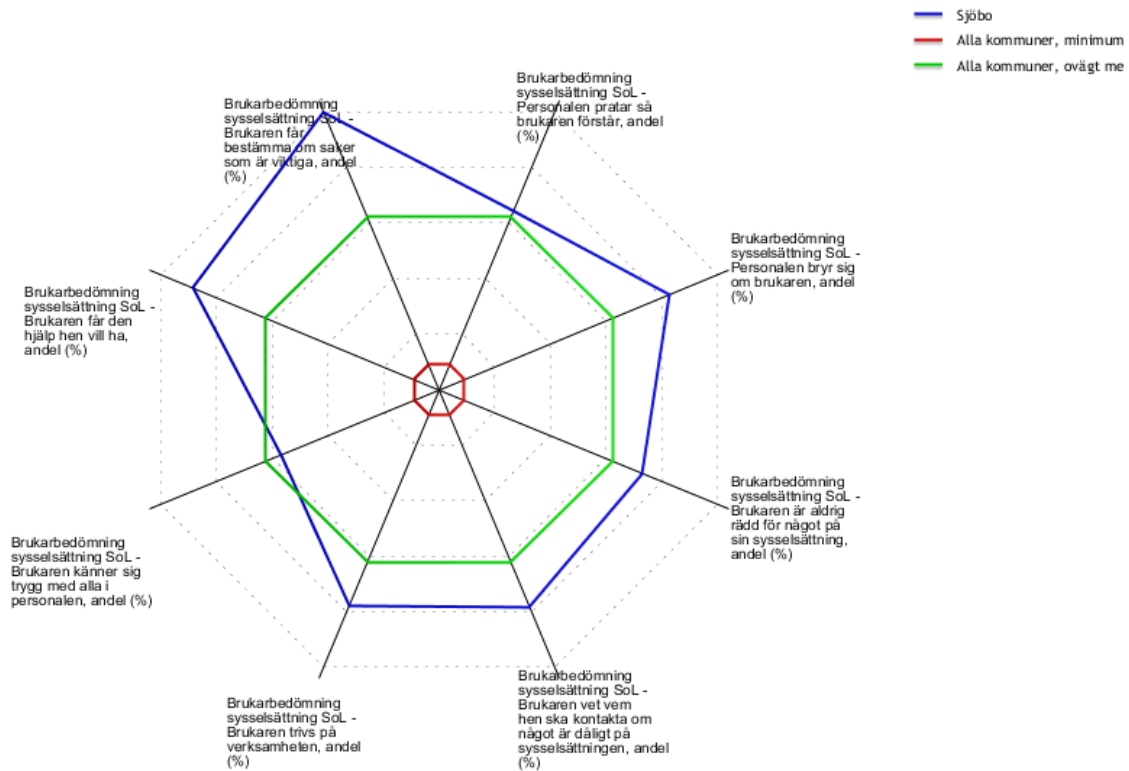 Sjöbo
Alla kommuner, minimum
Alla kommuner, ovägt me
Brukarbedömning
sysselsättning SoL -
Personalen pratar så
brukaren förstår, andel
(%)
Brukarbedömning
sysselsättning SoL -
Brukaren får
bestämma om saker
som är viktiga, andel
(%)
Brukarbedömning
sysselsättning SoL -
Personalen bryr sig
om brukaren, andel
(%)
Brukarbedömning
sysselsättning SoL -
Brukaren får den
hjälp hen vill ha,
andel (%)
Brukarbedömning
sysselsättning SoL -
Brukaren är aldrig
rädd för något på
sin sysselsättning,
andel (%)
Brukarbedömning
sysselsättning SoL -
Brukaren känner sig
trygg med alla i
personalen, andel (%)
Brukarbedömning
sysselsättning SoL -
Brukaren vet vem
hen ska kontakta om
något är dåligt på
sysselsättningen, andel
(%)
Brukarbedömning
sysselsättning SoL -
Brukaren trivs på
verksamheten, andel
(%)